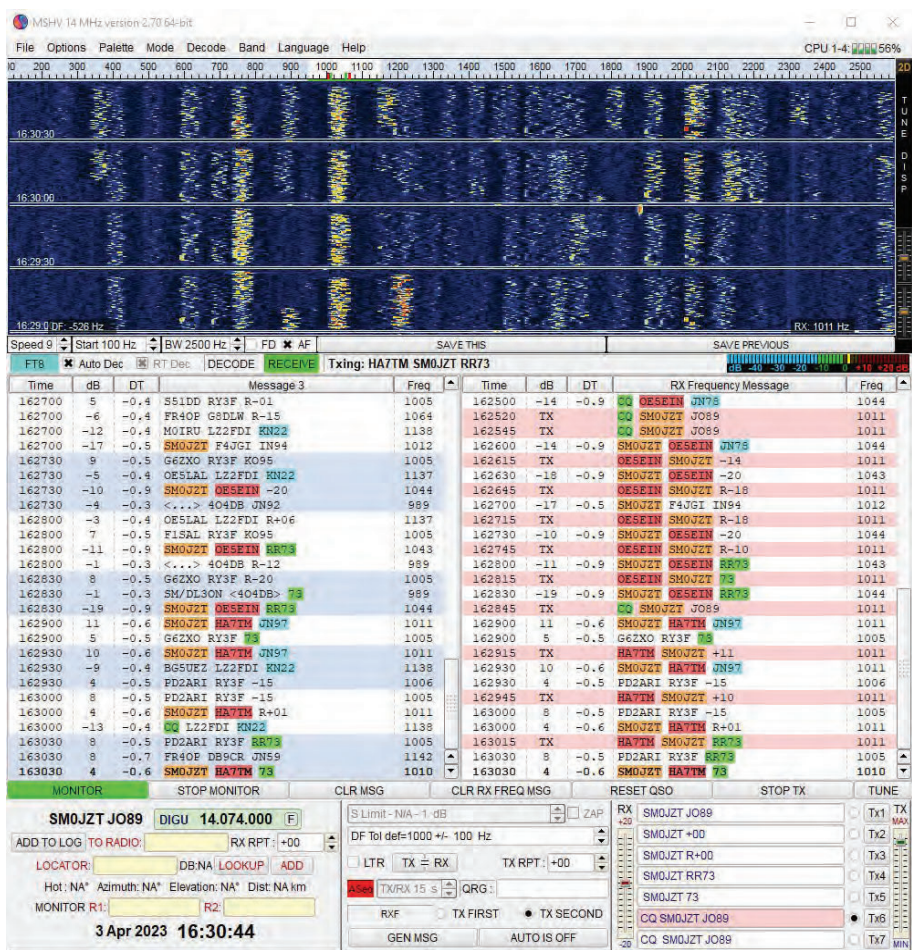 MSHV 14 MHz version 2.70 64-bit
File Options Palette Mode Decode Band Language Help CPU 1-4: 56%
0 200 300 400 500 600 700 800 900 1000 1100 1200 1300 1400 1500 1600 1700 1800 1900 2000 2100 2200 2300 2400 2500 2D
TUNE DISP
16:30:30
16:30:00
16:29:30
16:29:0 DF: -526 Hz RX: 1011 Hz
Speed 9 Start 100 Hz BW 2500 Hz FD AF SAVE THIS SAVE PREVIOUS
FT8 Auto Dec RT Dec DECODE RECEIVE Txing: HA7TM SM0JZT RR73 dB -40 -30 -20 -10 0 +10 +20 dB
Time dB DT Message 3 Freq
162700 5 -0.4 S51DD RY3F R-01 1005
162700 -6 -0.4 FR4OP G8DLW R-15 1064
162700 -12 -0.4 M0IRU LZ2FDI KN22 1138
162700 -17 -0.5 SM0JZT F4JGI IN94 1012
162730 9 -0.5 G6ZXO RY3F KO95 1005
162730 -5 -0.4 OE5LAL LZ2FDI KN22 1137
162730 -10 -0.9 SM0JZT OE5EIN -20 1044
162730 -4 -0.3 <...> 4O4DB JN92 989
162800 -3 -0.4 OE5LAL LZ2FDI R+06 1137
162800 7 -0.5 F1SAL RY3F KO95 1005
162800 -11 -0.9 SM0JZT OE5EIN RR73 1043
162800 -1 -0.3 <...> 4O4DB R-12 989
162830 8 -0.5 G6ZXO RY3F R-20 1005
162830 -1 -0.3 SM/DL3ON <4O4DB> 73 989
162830 -19 -0.9 SM0JZT OE5EIN RR73 1044
162900 11 -0.6 SM0JZT HA7TM JN97 1011
162900 5 -0.5 G6ZXO RY3F 73 1005
162930 10 -0.6 SM0JZT HA7TM JN97 1011
162930 -9 -0.4 BG5UEZ LZ2FDI KN22 1138
162930 4 -0.5 PD2ARI RY3F -15 1006
163000 8 -0.5 PD2ARI RY3F -15 1005
163000 4 -0.6 SM0JZT HA7TM R+01 1011
163000 -13 -0.4 CQ LZ2FDI KN22 1138
163030 8 -0.5 PD2ARI RY3F RR73 1005
163030 8 -0.7 FR4OP DB9CR JN59 1142
163030 4 -0.6 SM0JZT HA7TM 73 1010
Time dB DT RX Frequency Message Freq
162500 -14 -0.9 CQ OE5EIN JN78 1044
162520 TX CQ SM0JZT JO89 1011
162545 TX CQ SM0JZT JO89 1011
162600 -14 -0.9 SM0JZT OE5EIN JN78 1044
162615 TX OE5EIN SM0JZT -14 1011
162630 -18 -0.9 SM0JZT OE5EIN -20 1043
162645 TX OE5EIN SM0JZT R-18 1011
162700 -17 -0.5 SM0JZT F4JGI IN94 1012
162715 TX OE5EIN SM0JZT R-18 1011
162730 -10 -0.9 SM0JZT OE5EIN -20 1044
162745 TX OE5EIN SM0JZT R-10 1011
162800 -11 -0.9 SM0JZT OE5EIN RR73 1043
162815 TX OE5EIN SM0JZT 73 1011
162830 -19 -0.9 SM0JZT OE5EIN RR73 1044
162845 TX CQ SM0JZT JO89 1011
162900 11 -0.6 SM0JZT HA7TM JN97 1011
162900 5 -0.5 G6ZXO RY3F 73 1005
162915 TX HA7TM SM0JZT +11 1011
162930 10 -0.6 SM0JZT HA7TM JN97 1011
162930 4 -0.5 PD2ARI RY3F -15 1006
162945 TX HA7TM SM0JZT +10 1011
163000 8 -0.5 PD2ARI RY3F -15 1005
163000 4 -0.6 SM0JZT HA7TM R+01 1011
163015 TX HA7TM SM0JZT RR73 1011
163030 8 -0.5 PD2ARI RY3F RR73 1005
163030 4 -0.6 SM0JZT HA7TM 73 1010
MONITOR STOP MONITOR CLR MSG CLR RX FREQ MSG RESET QSO STOP TX TUNE
SM0JZT JO89 DIGU 14.074.000 F
ADD TO LOG TO RADIO: RX RPT: +00
LOCATOR: DB:NA LOOKUP ADD
Hot: NA° Azimuth: NA° Elevation: NA° Dist: NA km
MONITOR R1: R2:
3 Apr 2023 16:30:44
S Limit - N/A - 1 -dB ZAP
DF Tol def=1000 +/- 100 Hz
LTR TX = RX TX RPT: +00
ASeq TX/RX 15 s QRG:
RXF TX FIRST TX SECOND
GEN MSG AUTO IS OFF
RX +20 -20
SM0JZT JO89 Tx1
SM0JZT +00 Tx2
SM0JZT R+00 Tx3
SM0JZT RR73 Tx4
SM0JZT 73 Tx5
CQ SM0JZT JO89 Tx6
CQ SM0JZT JO89 Tx7
TX MAX MIN